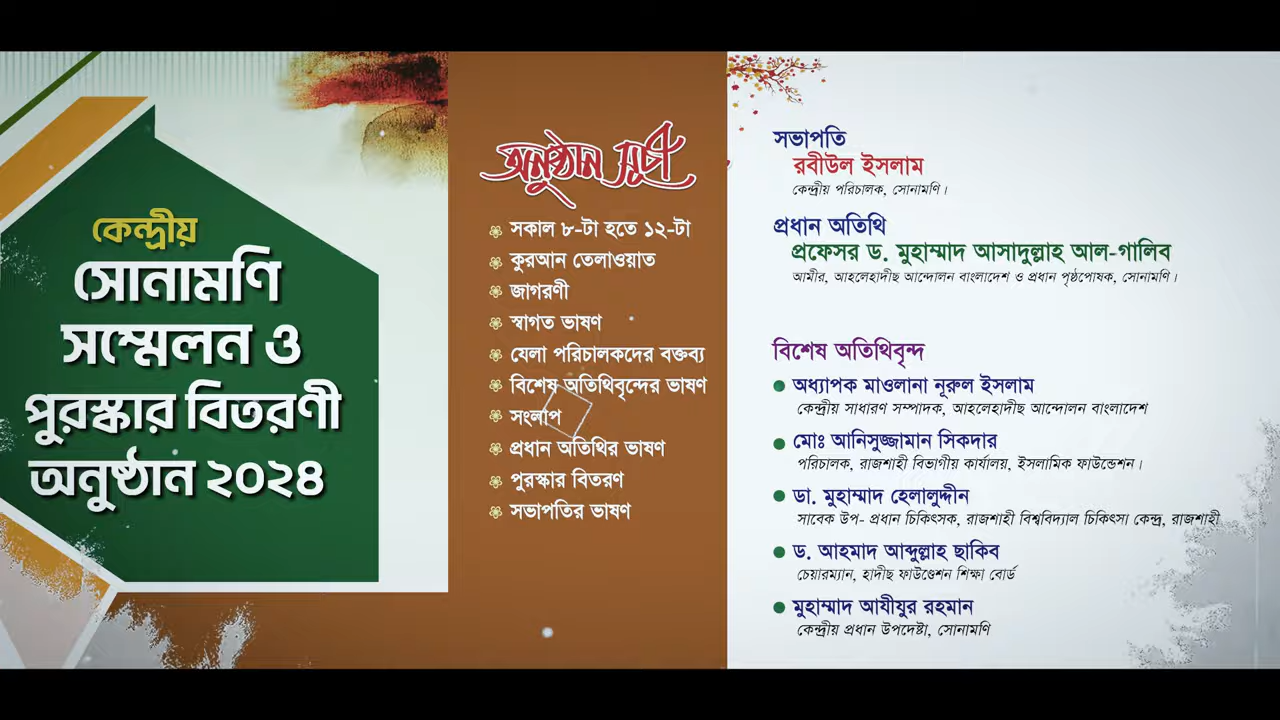 কেন্দ্রীয়
সোনামণি
সম্মেলন ও
পুরস্কার বিতরণী
অনুষ্ঠান ২০২৪
অনুষ্ঠান সূচী
সকাল ৮-টা হতে ১২-টা
কুরআন তেলাওয়াত
জাগরণী
স্বাগত ভাষণ
যেলা পরিচালকদের বক্তব্য
বিশেষ অতিথিবৃন্দের ভাষণ
সংলাপ
প্রধান অতিথির ভাষণ
পুরস্কার বিতরণ
সভাপতির ভাষণ
সভাপতি
রবীউল ইসলাম
কেন্দ্রীয় পরিচালক, সোনামণি।
প্রধান অতিথি
প্রফেসর ড. মুহাম্মাদ আসাদুল্লাহ আল-গালিব
আমীর, আহলেহাদীছ আন্দোলন বাংলাদেশ ও প্রধান পৃষ্ঠপোষক, সোনামণি।
বিশেষ অতিথিবৃন্দ
অধ্যাপক মাওলানা নূরুল ইসলাম
কেন্দ্রীয় সাধারণ সম্পাদক, আহলেহাদীছ আন্দোলন বাংলাদেশ
মোঃ আনিসুজ্জামান সিকদার
পরিচালক, রাজশাহী বিভাগীয় কার্যালয়, ইসলামিক ফাউন্ডেশন।
ডা. মুহাম্মাদ হেলালুদ্দীন
সাবেক উপ- প্রধান চিকিৎসক, রাজশাহী বিশ্ববিদ্যাল চিকিৎসা কেন্দ্র, রাজশাহী
ড. আহমাদ আব্দুল্লাহ ছাকিব
চেয়ারম্যান, হাদীছ ফাউণ্ডেশন শিক্ষা বোর্ড
মুহাম্মাদ আযীযুর রহমান
কেন্দ্রীয় প্রধান উপদেষ্টা, সোনামণি